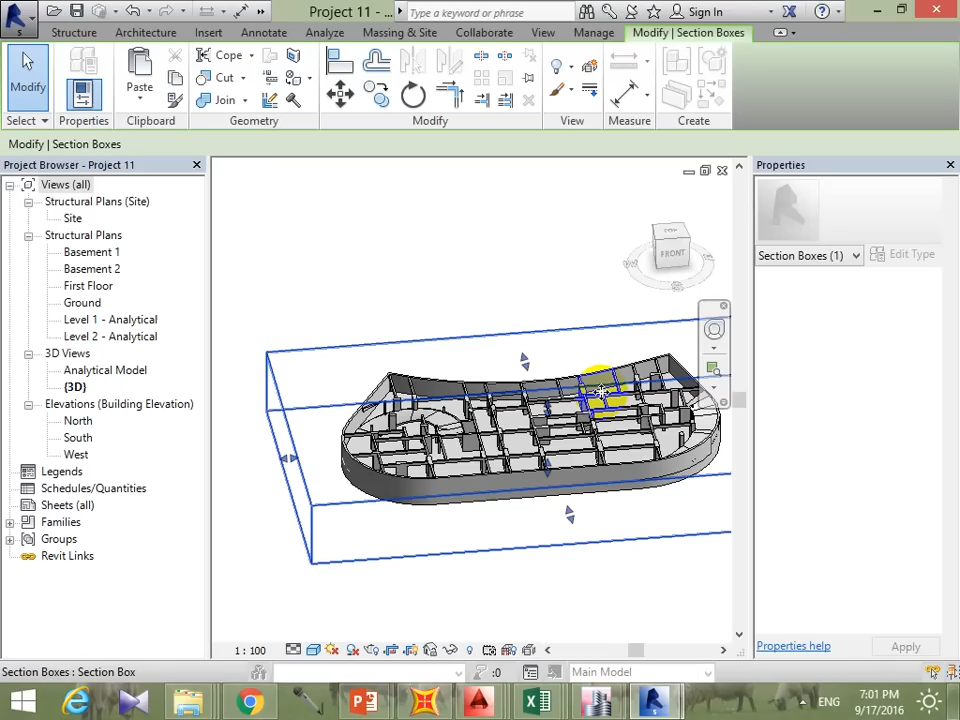 Project 11 - ...
Type a keyword or phrase
Sign In
Structure
Architecture
Insert
Annotate
Analyze
Massing & Site
Collaborate
View
Manage
Modify | Section Boxes
Modify
Paste
Cope
Cut
Join
Select
Properties
Clipboard
Geometry
Modify
View
Measure
Create
Modify | Section Boxes
Project Browser - Project 11
Properties
Views (all)
Structural Plans (Site)
Site
Structural Plans
Basement 1
Basement 2
First Floor
Ground
Level 1 - Analytical
Level 2 - Analytical
3D Views
Analytical Model
{3D}
Elevations (Building Elevation)
North
South
West
Legends
Schedules/Quantities
Sheets (all)
Families
Groups
Revit Links
TOP
FRONT
Section Boxes (1)
Edit Type
Properties help
Apply
1 : 100
Section Boxes : Section Box
:0
Main Model
ENG
7:01 PM
9/17/2016